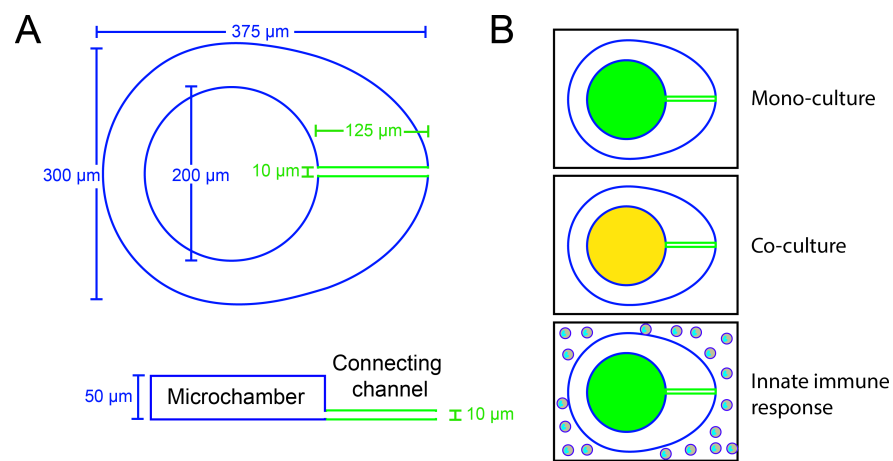 A
375 µm
125 µm
10 µm
300 µm
200 µm
50 µm
Microchamber
Connecting
channel
10 µm
B
Mono-culture
Co-culture
Innate immune
response